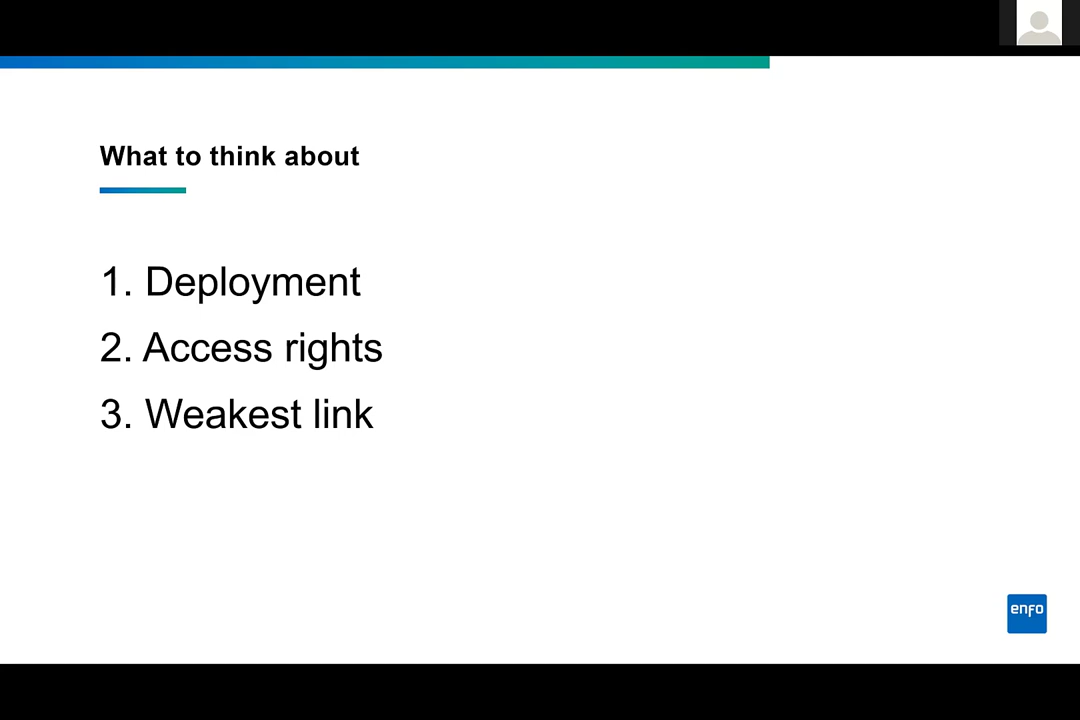 What to think about
1. Deployment
2. Access rights
3. Weakest link
enfo